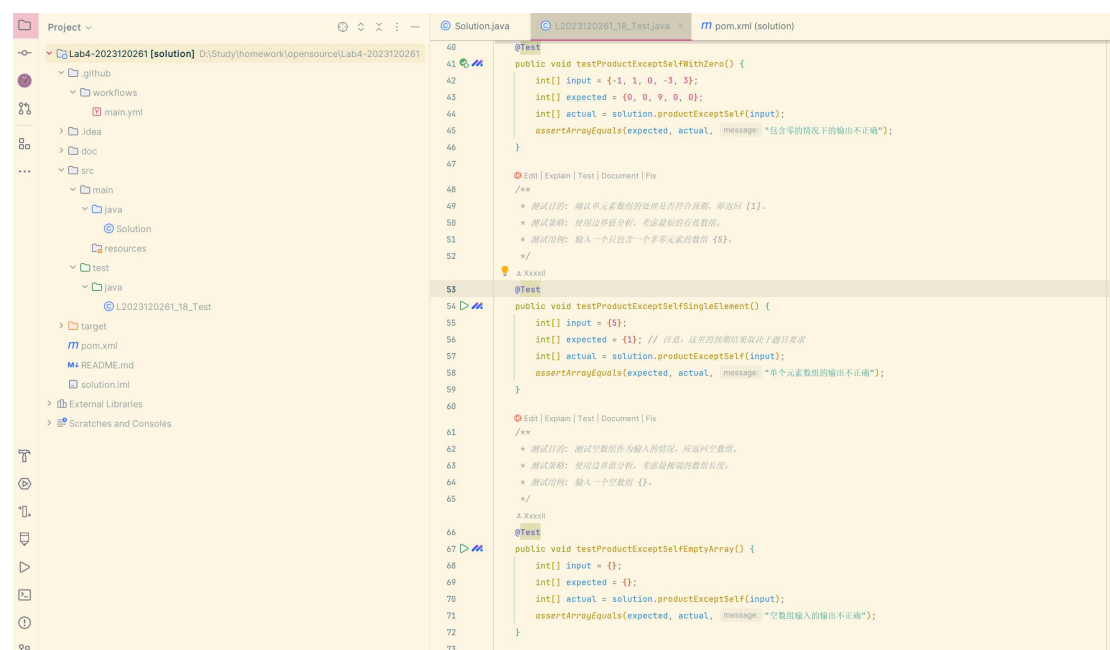 Project
Lab4-2023120261 [solution] D:\Study\homework\opensource\Lab4-2023120261
.github
workflows
main.yml
.idea
doc
src
main
java
Solution
resources
test
java
L2023120261_18_Test
target
pom.xml
README.md
solution.iml
External Libraries
Scratches and Consoles
Solution.java
L2023120261_18_Test.java
pom.xml (solution)
40 @Test
41 public void testProductExceptSelfWithZero() {
42 int[] input = {-1, 1, 0, -3, 3};
43 int[] expected = {0, 0, 9, 0, 0};
44 int[] actual = solution.productExceptSelf(input);
45 assertArrayEquals(expected, actual, message: "包含零的情况下的输出不正确");
46 }
47
Edit | Explain | Test | Document | Fix
48 /**
49 * 测试目的: 确认单元素数组的处理是否符合预期，即返回 [1]。
50 * 测试策略: 使用边界值分析，考虑最短的有效数组。
51 * 测试用例: 输入一个只包含一个非零元素的数组 {5}。
52 */
Xxxxil
53 @Test
54 public void testProductExceptSelfSingleElement() {
55 int[] input = {5};
56 int[] expected = {1}; // 注意：这里的预期结果取决于题目要求
57 int[] actual = solution.productExceptSelf(input);
58 assertArrayEquals(expected, actual, message: "单个元素数组的输出不正确");
59 }
60
Edit | Explain | Test | Document | Fix
61 /**
62 * 测试目的: 测试空数组作为输入的情况，应返回空数组。
63 * 测试策略: 使用边界值分析，考虑最极端的数组长度。
64 * 测试用例: 输入一个空数组 {}。
65 */
Xxxxil
66 @Test
67 public void testProductExceptSelfEmptyArray() {
68 int[] input = {};
69 int[] expected = {};
70 int[] actual = solution.productExceptSelf(input);
71 assertArrayEquals(expected, actual, message: "空数组输入的输出不正确");
72 }
73